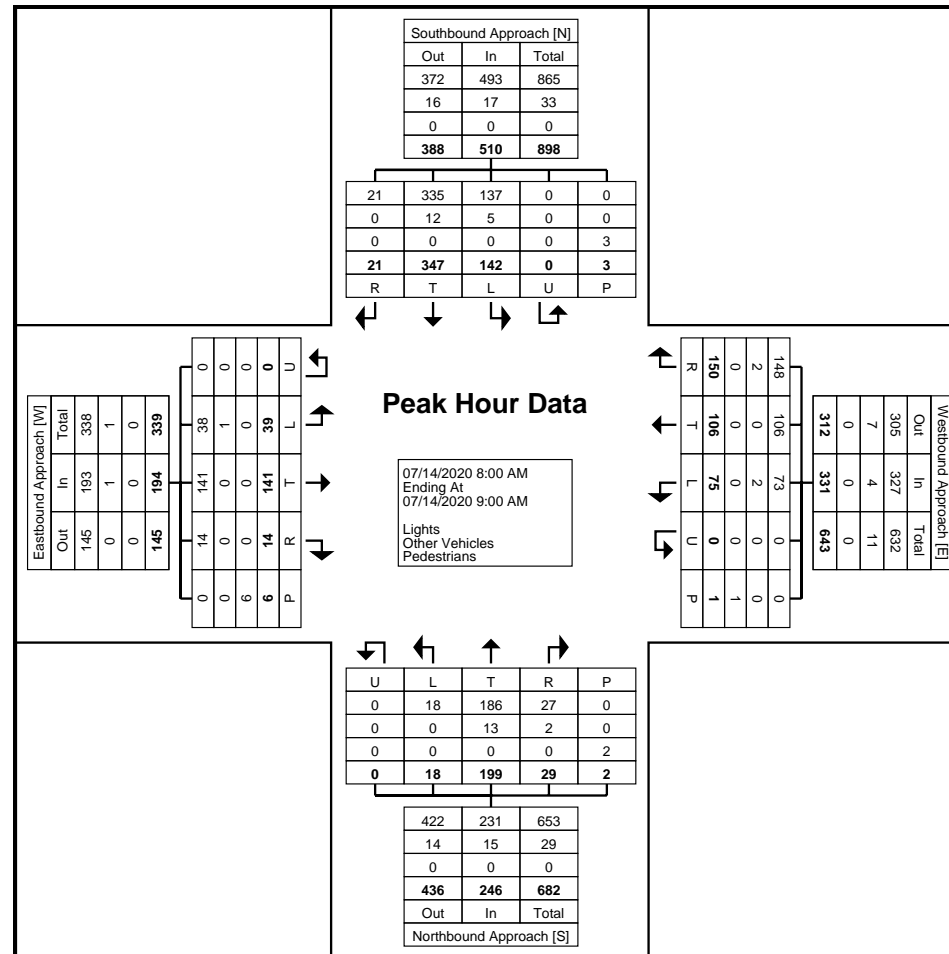 Southbound Approach [N]
Out In Total
372 493 865
16 17 33
0 0 0
388 510 898
21 335 137 0 0
0 12 5 0 0
0 0 0 0 3
21 347 142 0 3
R T L U P
Eastbound Approach [W]
Out In Total
145 193 338
0 1 1
0 0 0
145 194 339
0 14 141 38 0
0 0 0 1 0
6 0 0 0 0
6 14 141 39 0
P R T L U
Peak Hour Data
07/14/2020 8:00 AM
Ending At
07/14/2020 9:00 AM
Lights
Other Vehicles
Pedestrians
Westbound Approach [E]
Out In Total
305 327 632
7 4 11
0 0 0
312 331 643
148 106 73 0 0
2 0 2 0 0
0 0 0 0 1
150 106 75 0 1
R T L U P
U L T R P
0 18 186 27 0
0 0 13 2 0
0 0 0 0 2
0 18 199 29 2
422 231 653
14 15 29
0 0 0
436 246 682
Out In Total
Northbound Approach [S]